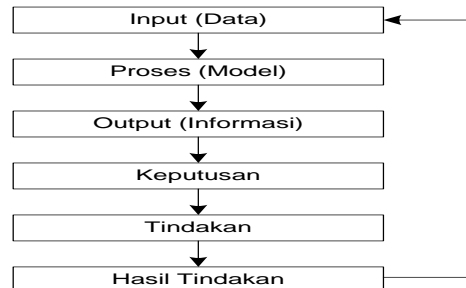 Input (Data)
Proses (Model)
Output (Informasi)
Keputusan
Tindakan
Hasil Tindakan